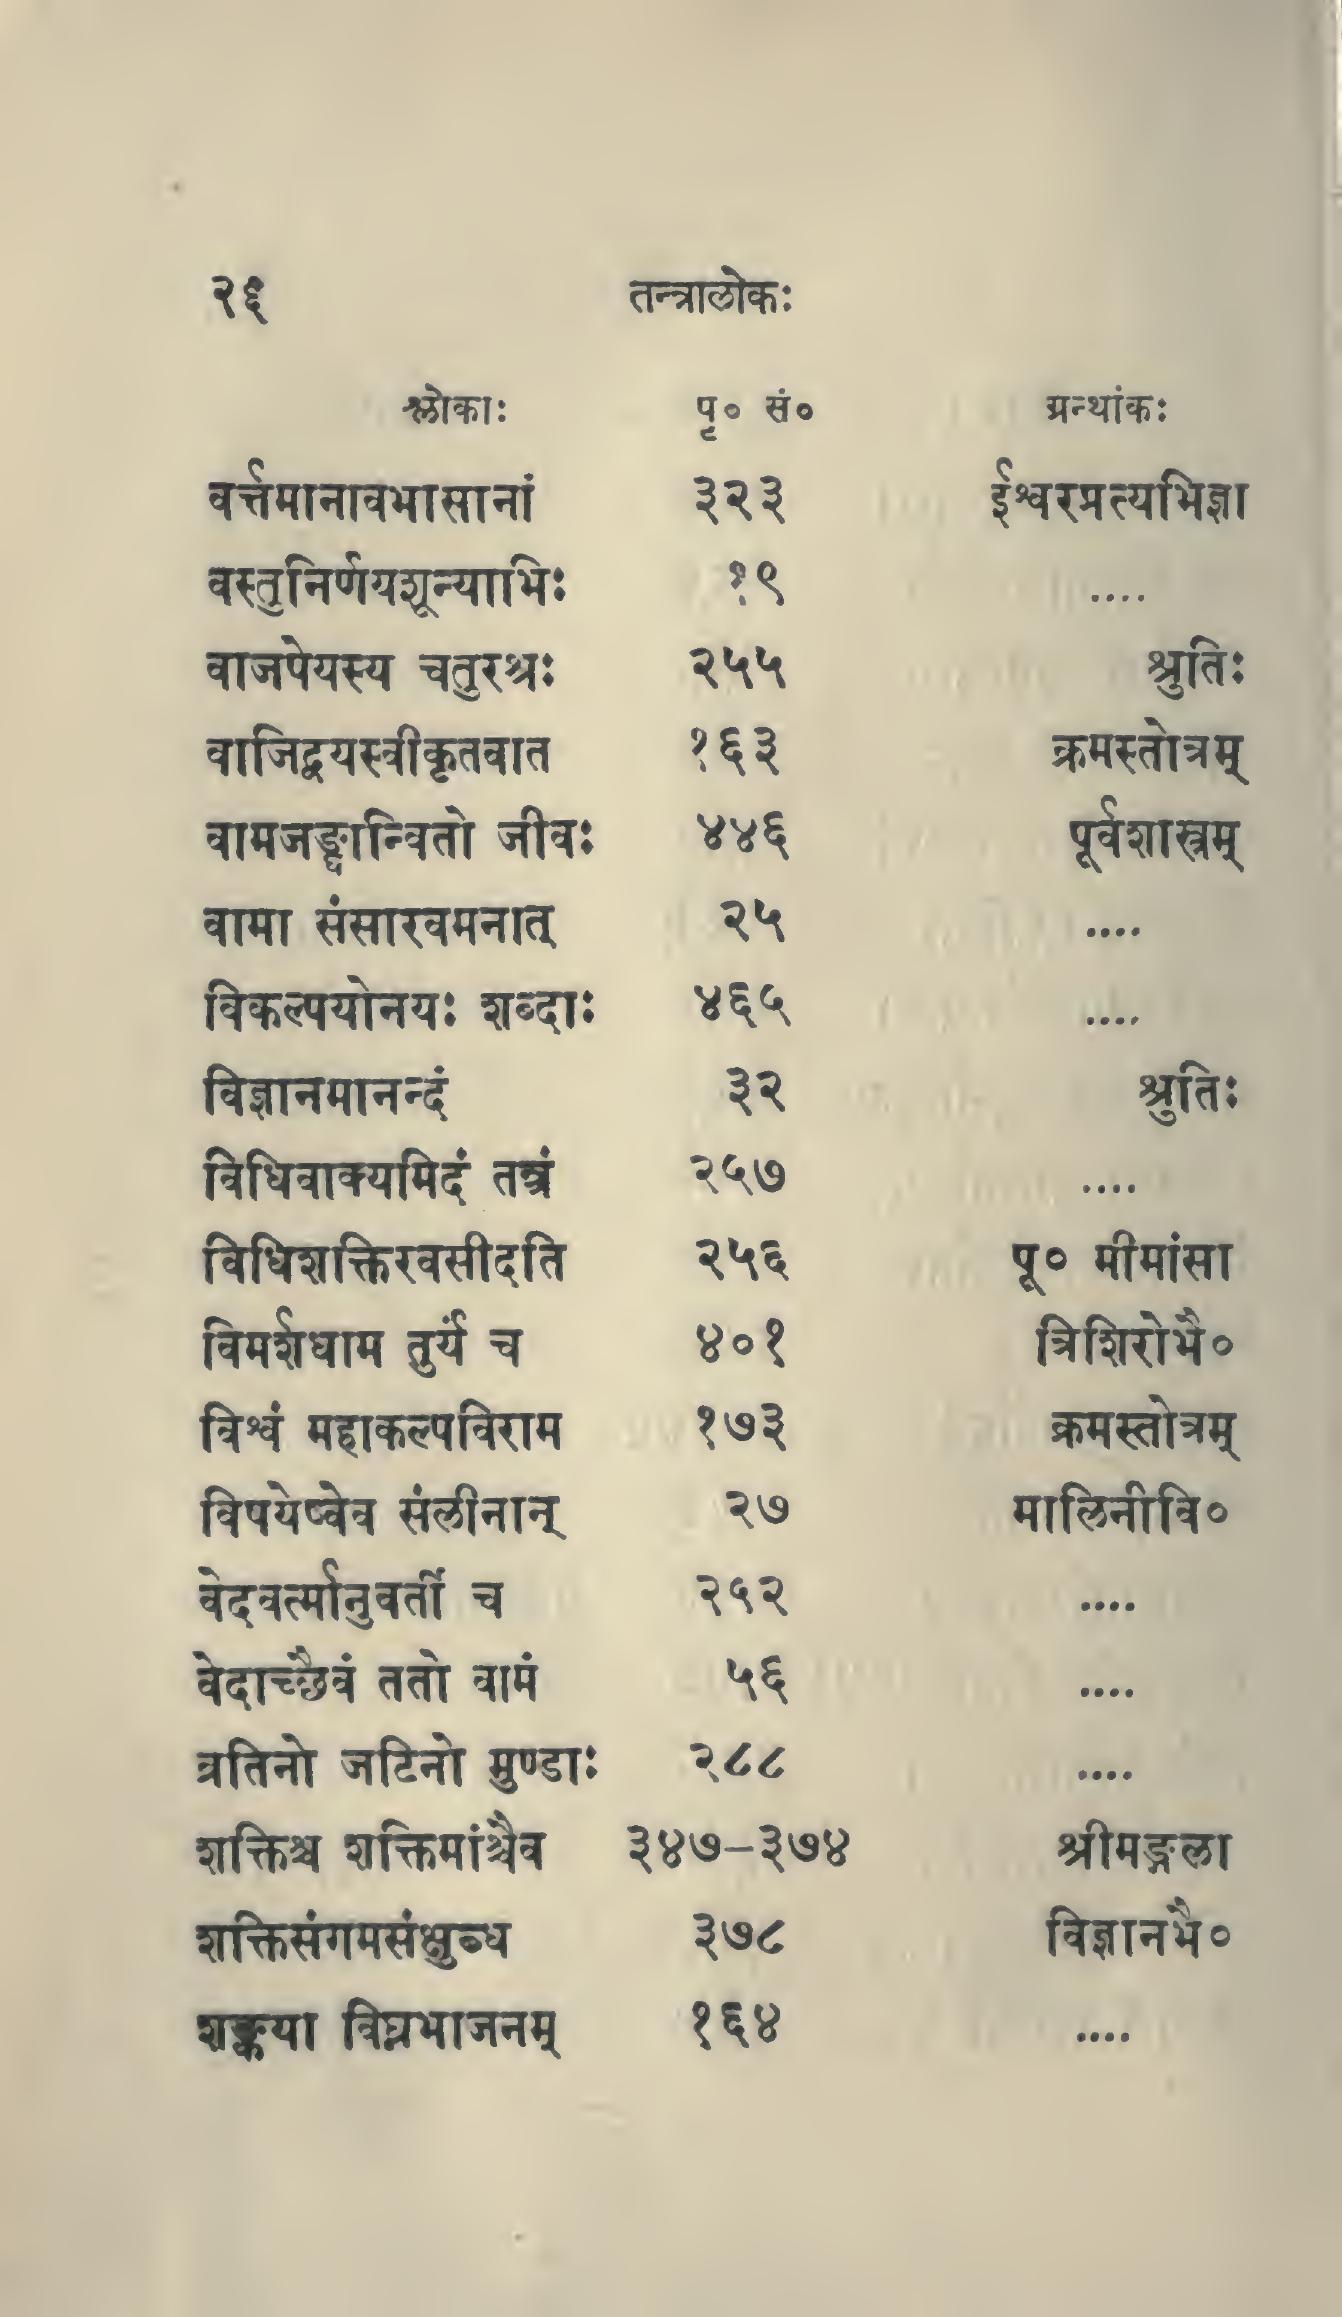 २६ तन्त्रालोकः
श्लोकाः पृ० सं० ग्रन्थांकः
वर्त्तमानावभासानां ३२३ ईश्वरप्रत्यभिज्ञा
वस्तुनिर्णयशून्याभिः १९ ....
वाजपेयस्य चतुरश्रः २५५ श्रुतिः
वाजिद्वयस्वीकृतवात १६३ क्रमस्तोत्रम्
वामजङ्घान्वितो जीवः ४४६ पूर्वशास्त्रम्
वामा संसारवमनात् २५ ....
विकल्पयोनयः शब्दाः ४६५ ....
विज्ञानमानन्दं ३२ श्रुतिः
विधिवाक्यमिदं तन्त्रं २५७ ....
विधिशक्तिरवसीदति २५६ पू० मीमांसा
विमर्शधाम तुर्यं च ४०१ त्रिशिरोभै०
विश्वं महाकल्पविराम १७३ क्रमस्तोत्रम्
विषयेष्वेव संलीनान् २७ मालिनीवि०
वेदवर्त्मानुवर्ती च २५२ ....
वेदाच्छैवं ततो वामं ५६ ....
व्रतिनो जटिनो मुण्डाः २८८ ....
शक्तिश्च शक्तिमांश्चैव ३४७–३७४ श्रीमङ्गला
शक्तिसंगमसंक्षुब्ध ३७८ विज्ञानभै०
शङ्कया विघ्नभाजनम् १६४ ....